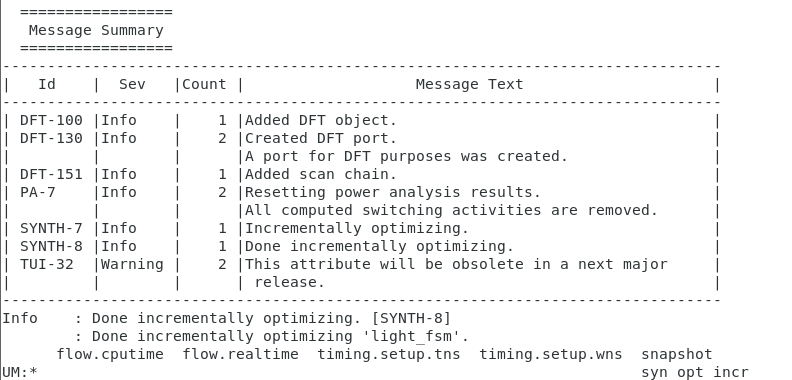 =================
Message Summary
=================
--------------------------------------------------------------------------------
|   Id    |  Sev   |Count |                   Message Text                    |
--------------------------------------------------------------------------------
| DFT-100 |Info    |    1 |Added DFT object.                                   |
| DFT-130 |Info    |    2 |Created DFT port.                                   |
|         |        |      |A port for DFT purposes was created.                |
| DFT-151 |Info    |    1 |Added scan chain.                                   |
| PA-7    |Info    |    2 |Resetting power analysis results.                   |
|         |        |      |All computed switching activities are removed.      |
| SYNTH-7 |Info    |    1 |Incrementally optimizing.                           |
| SYNTH-8 |Info    |    1 |Done incrementally optimizing.                      |
| TUI-32  |Warning |    2 |This attribute will be obsolete in a next major     |
|         |        |      | release.                                           |
--------------------------------------------------------------------------------
Info    : Done incrementally optimizing. [SYNTH-8]
        : Done incrementally optimizing 'light_fsm'.
      flow.cputime  flow.realtime  timing.setup.tns  timing.setup.wns  snapshot
UM:*                                                                   syn opt incr